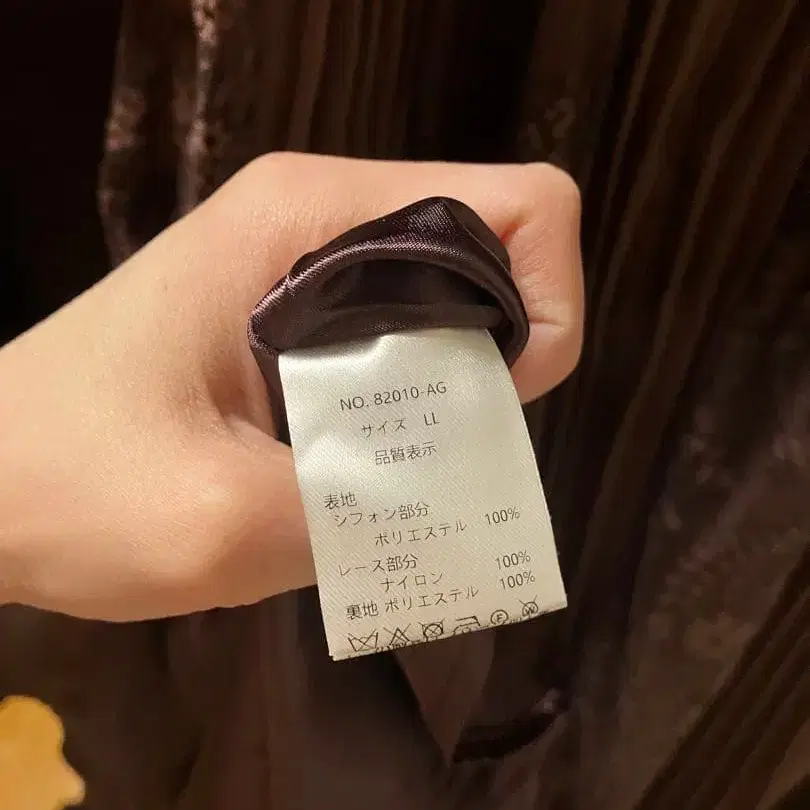 NO. 82010-AG
サイズ LL
品質表示
表地
シフォン部分
ポリエステル 100%
レース部分 100%
ナイロン 100%
裏地 ポリエステル
F W